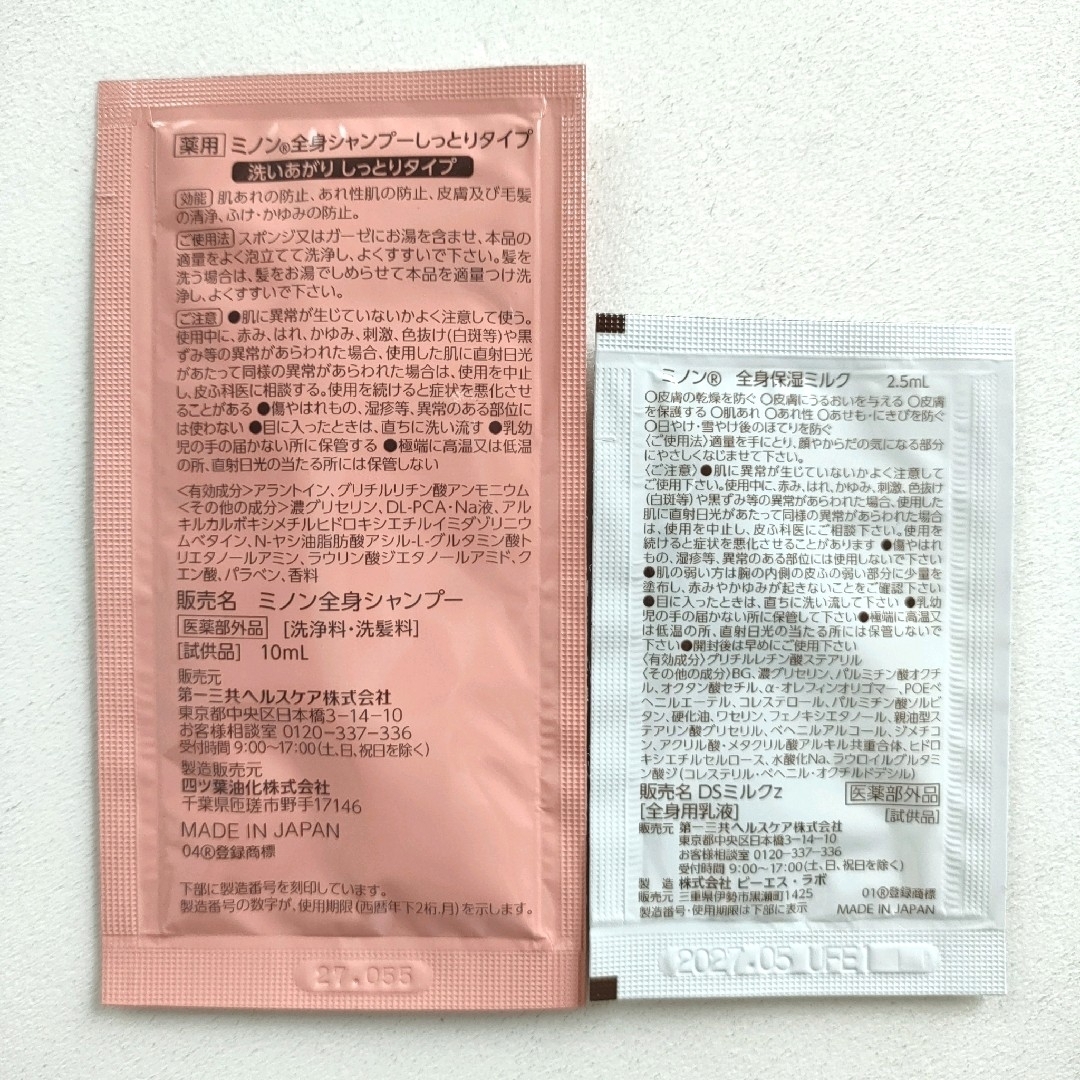 薬用 ミノン®全身シャンプーしっとりタイプ
洗いあがり しっとりタイプ
効能 肌あれの防止、あれ性肌の防止、皮膚及び毛髪
の清浄、ふけ・かゆみの防止。
ご使用法 スポンジ又はガーゼにお湯を含ませ、本品の
適量をよく泡立てて洗浄し、よくすすいで下さい。髪を
洗う場合は、髪をお湯でしめらせて本品を適量つけ洗
浄し、よくすすいで下さい。
ご注意 ●肌に異常が生じていないかよく注意して使う。
使用中に、赤み、はれ、かゆみ、刺激、色抜け(白斑等)や黒
ずみ等の異常があらわれた場合、使用した肌に直射日光
があたって同様の異常があらわれた場合は、使用を中止
し、皮ふ科医に相談する。使用を続けると症状を悪化させ
ることがある ●傷やはれもの、湿疹等、異常のある部位に
は使わない ●目に入ったときは、直ちに洗い流す ●乳幼
児の手の届かない所に保管する ●極端に高温又は低温
の所、直射日光の当たる所には保管しない
<有効成分>アラントイン、グリチルリチン酸アンモニウム
<その他の成分>濃グリセリン、DL-PCA・Na液、アル
キルカルボキシメチルヒドロキシエチルイミダゾリニウ
ムベタイン、N-ヤシ油脂肪酸アシル-L-グルタミン酸ト
リエタノールアミン、ラウリン酸ジエタノールアミド、ク
エン酸、パラベン、香料
販売名 ミノン全身シャンプー
医薬部外品 [洗浄料・洗髪料]
[試供品] 10mL
販売元
第一三共ヘルスケア株式会社
東京都中央区日本橋3-14-10
お客様相談室 0120-337-336
受付時間 9:00〜17:00(土、日、祝日を除く)
製造販売元
四ツ葉油化株式会社
千葉県匝瑳市野手17146
MADE IN JAPAN
04®登録商標
下部に製造番号を刻印しています。
製造番号の数字が、使用期限(西暦年下2桁、月)を示します。
27.055
ミノン® 全身保湿ミルク 2.5mL
○皮膚の乾燥を防ぐ ○皮膚にうるおいを与える ○皮膚
を保護する ○肌あれ ○あれ性 ○あせも・にきびを防ぐ
○日やけ・雪やけ後のほてりを防ぐ
〈ご使用法〉適量を手にとり、顔やからだの気になる部分
にやさしくなじませて下さい。
〈ご注意〉●肌に異常が生じていないかよく注意して
ご使用下さい。使用中に、赤み、はれ、かゆみ、刺激、色抜け
(白斑等)や黒ずみ等の異常があらわれた場合、使用した
肌に直射日光があたって同様の異常があらわれた場合
は、使用を中止し、皮ふ科医にご相談下さい。使用を
続けると症状を悪化させることがあります ●傷やはれ
もの、湿疹等、異常のある部位には使用しないで下さい
●肌の弱い方は腕の内側の皮ふの弱い部分に少量を
塗布し、赤みやかゆみが起きないことをご確認下さい
●目に入ったときは、直ちに洗い流して下さい ●乳幼
児の手の届かない所に保管して下さい●極端に高温又
は低温の所、直射日光の当たる所には保管しないで
下さい●開封後は早めにご使用下さい
〈有効成分〉グリチルレチン酸ステアリル
〈その他の成分〉BG、濃グリセリン、パルミチン酸オクチ
ル、オクタン酸セチル、α-オレフィンオリゴマー、POEベ
ヘニルエーテル、コレステロール、パルミチン酸ソルビ
タン、硬化油、ワセリン、フェノキシエタノール、親油型ス
テアリン酸グリセリル、ベヘニルアルコール、ジメチコ
ン、アクリル酸・メタクリル酸アルキル共重合体、ヒドロ
キシエチルセルロース、水酸化Na、ラウロイルグルタミ
ン酸ジ(コレステリル・ベヘニル・オクチルドデシル)
販売名 DSミルクz 医薬部外品
[全身用乳液] [試供品]
販売元 第一三共ヘルスケア株式会社
東京都中央区日本橋3-14-10
お客様相談室 0120-337-336
受付時間 9:00〜17:00(土、日、祝日を除く)
製造 株式会社 ピーエス・ラボ
販売元 三重県伊勢市黒瀬町1425 01®登録商標
製造番号・使用期限は下部に表示 MADE IN JAPAN
2027.05 UFE